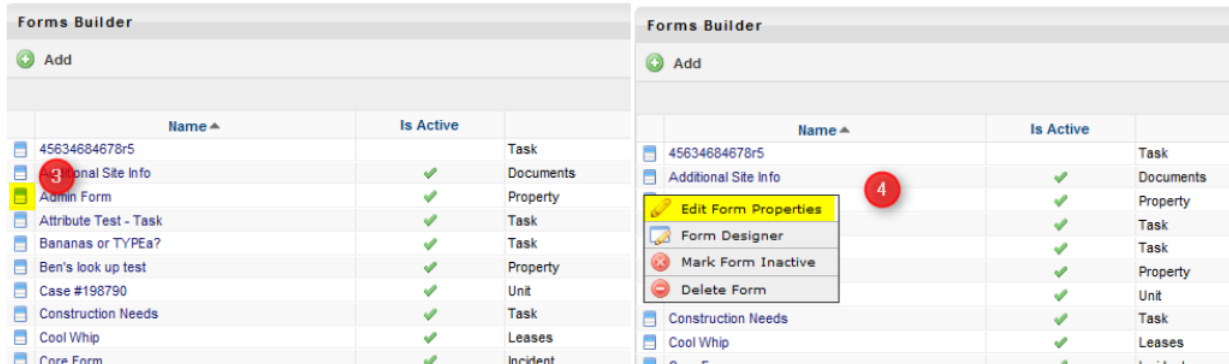 Forms Builder
Add
Name Is Active
45634684678r5 Task
Additional Site Info Documents
3
Admin Form Property
Attribute Test - Task Task
Bananas or TYPEa? Task
Ben's look up test Property
Case #198790 Unit
Construction Needs Task
Cool Whip Leases
Core Form Incident
Forms Builder
Add
Name Is Active
45634684678r5 Task
Additional Site Info Documents
4
Property
Edit Form Properties
Task
Form Designer
Task
Mark Form Inactive
Property
Delete Form
Unit
Construction Needs Task
Cool Whip Leases